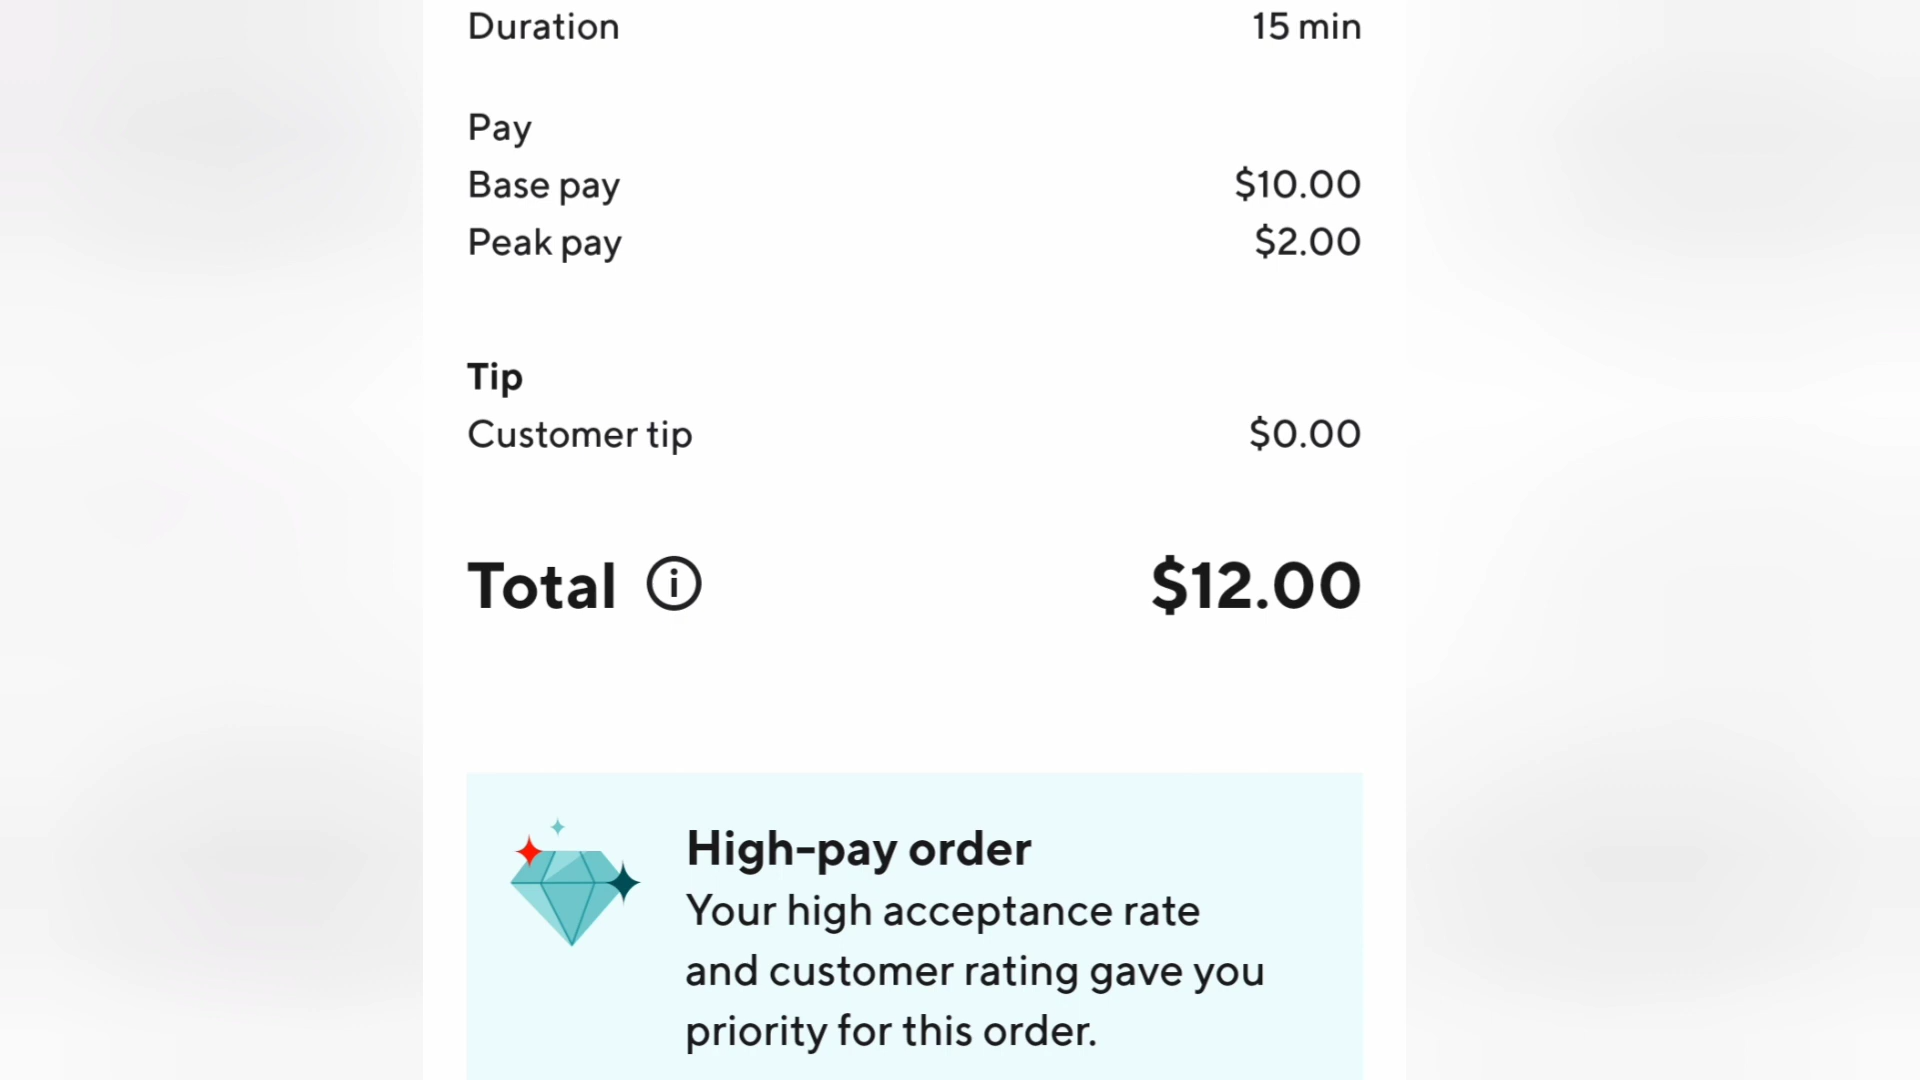 Duration 15 min
Pay
Base pay $10.00
Peak pay $2.00
Tip
Customer tip $0.00
Total $12.00
High-pay order
Your high acceptance rate
and customer rating gave you
priority for this order.